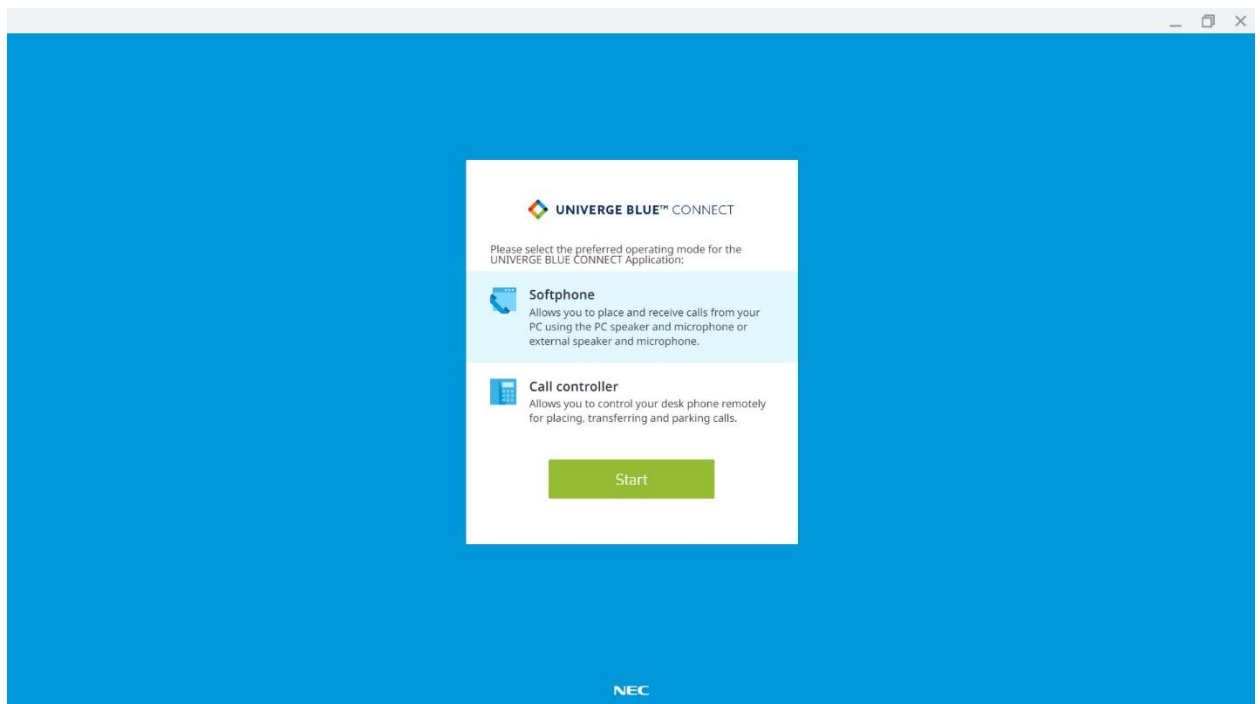 UNIVERGE BLUE™ CONNECT
Please select the preferred operating mode for the
UNIVERGE BLUE CONNECT Application:
Softphone
Allows you to place and receive calls from your
PC using the PC speaker and microphone or
external speaker and microphone.
Call controller
Allows you to control your desk phone remotely
for placing, transferring and parking calls.
Start
NEC